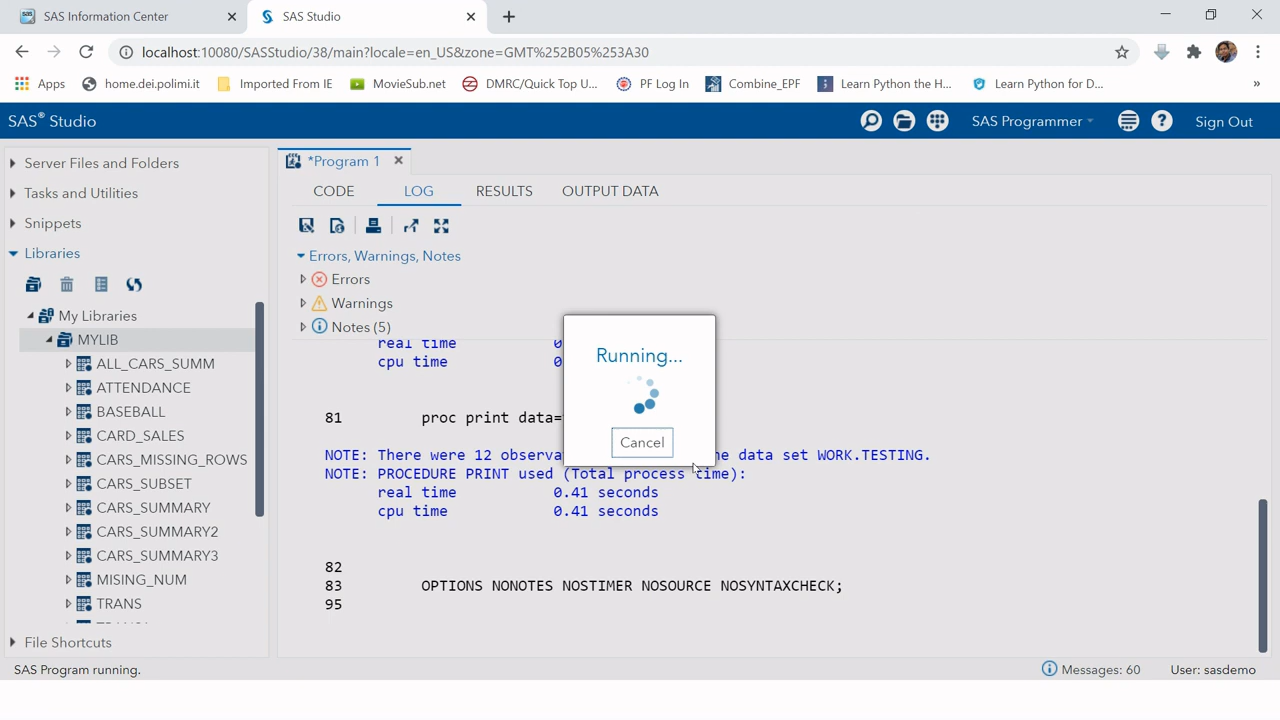 SAS Information Center
SAS Studio
localhost:10080/SASStudio/38/main?locale=en_US&zone=GMT%252B05%253A30
Apps home.dei.polimi.it Imported From IE MovieSub.net DMRC/Quick Top U... PF Log In Combine_EPF Learn Python the H... Learn Python for D... »
SAS® Studio SAS Programmer Sign Out
Server Files and Folders
Tasks and Utilities
Snippets
Libraries
My Libraries
MYLIB
ALL_CARS_SUMM
ATTENDANCE
BASEBALL
CARD_SALES
CARS_MISSING_ROWS
CARS_SUBSET
CARS_SUMMARY
CARS_SUMMARY2
CARS_SUMMARY3
MISING_NUM
TRANS
File Shortcuts
*Program 1
CODE LOG RESULTS OUTPUT DATA
Errors, Warnings, Notes
Errors
Warnings
Notes (5)
real time 0
cpu time 0
81 proc print data=
NOTE: There were 12 observa e data set WORK.TESTING.
NOTE: PROCEDURE PRINT used (Total process time):
real time 0.41 seconds
cpu time 0.41 seconds
82
83 OPTIONS NONOTES NOSTIMER NOSOURCE NOSYNTAXCHECK;
95
Running...
Cancel
SAS Program running. Messages: 60 User: sasdemo